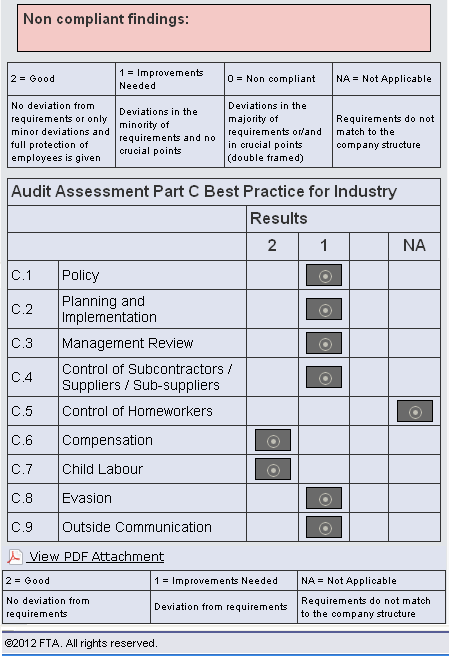 Non compliant findings:
2 = Good
1 = Improvements
Needed
0 = Non compliant
NA = Not Applicable
No deviation from
requirements or only
minor deviations and
full protection of
employees is given
Deviations in the
minority of
requirements and no
crucial points
Deviations in the
majority of
requirements or/and
in crucial points
(double framed)
Requirements do not
match to the
company structure
Audit Assessment Part C Best Practice for Industry
Results
2 1 NA
C.1 Policy
C.2 Planning and
Implementation
C.3 Management Review
C.4 Control of Subcontractors /
Suppliers / Sub-suppliers
C.5 Control of Homeworkers
C.6 Compensation
C.7 Child Labour
C.8 Evasion
C.9 Outside Communication
View PDF Attachment
2 = Good
1 = Improvements Needed
NA = Not Applicable
No deviation from
requirements
Deviation from requirements
Requirements do not match
to the company structure
©2012 FTA. All rights reserved.